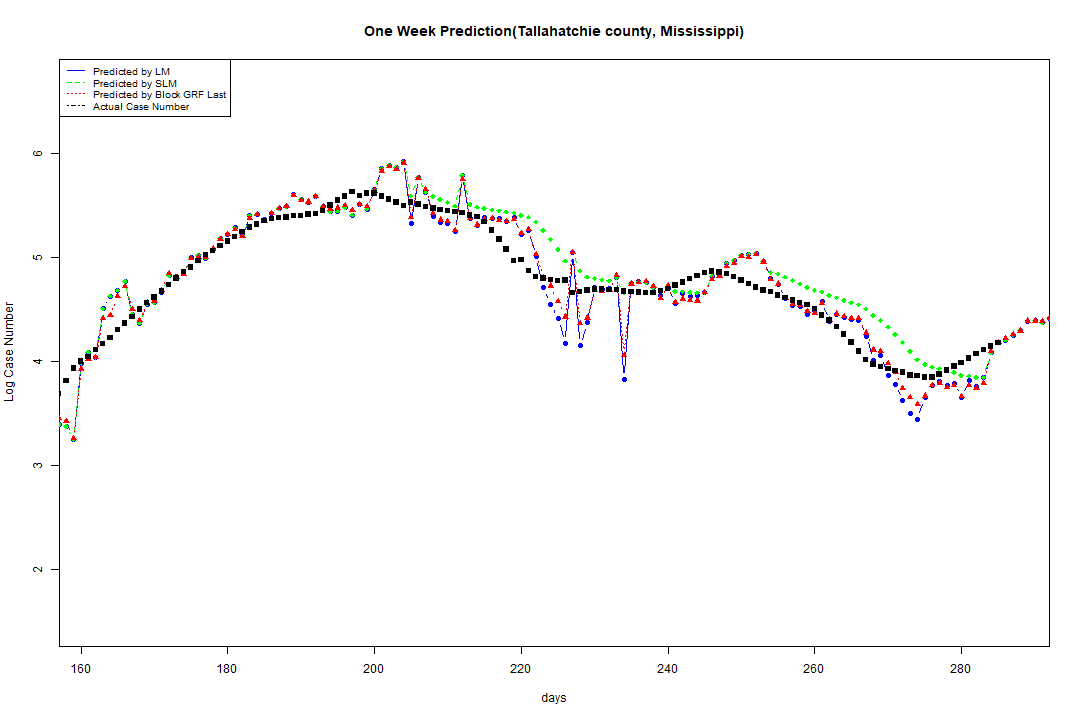 One Week Prediction(Tallahatchie county, Mississippi)
Predicted by LM
Predicted by SLM
Predicted by Block GRF Last
Actual Case Number
6
5
4
3
2
Log Case Number
160 180 200 220 240 260 280
days